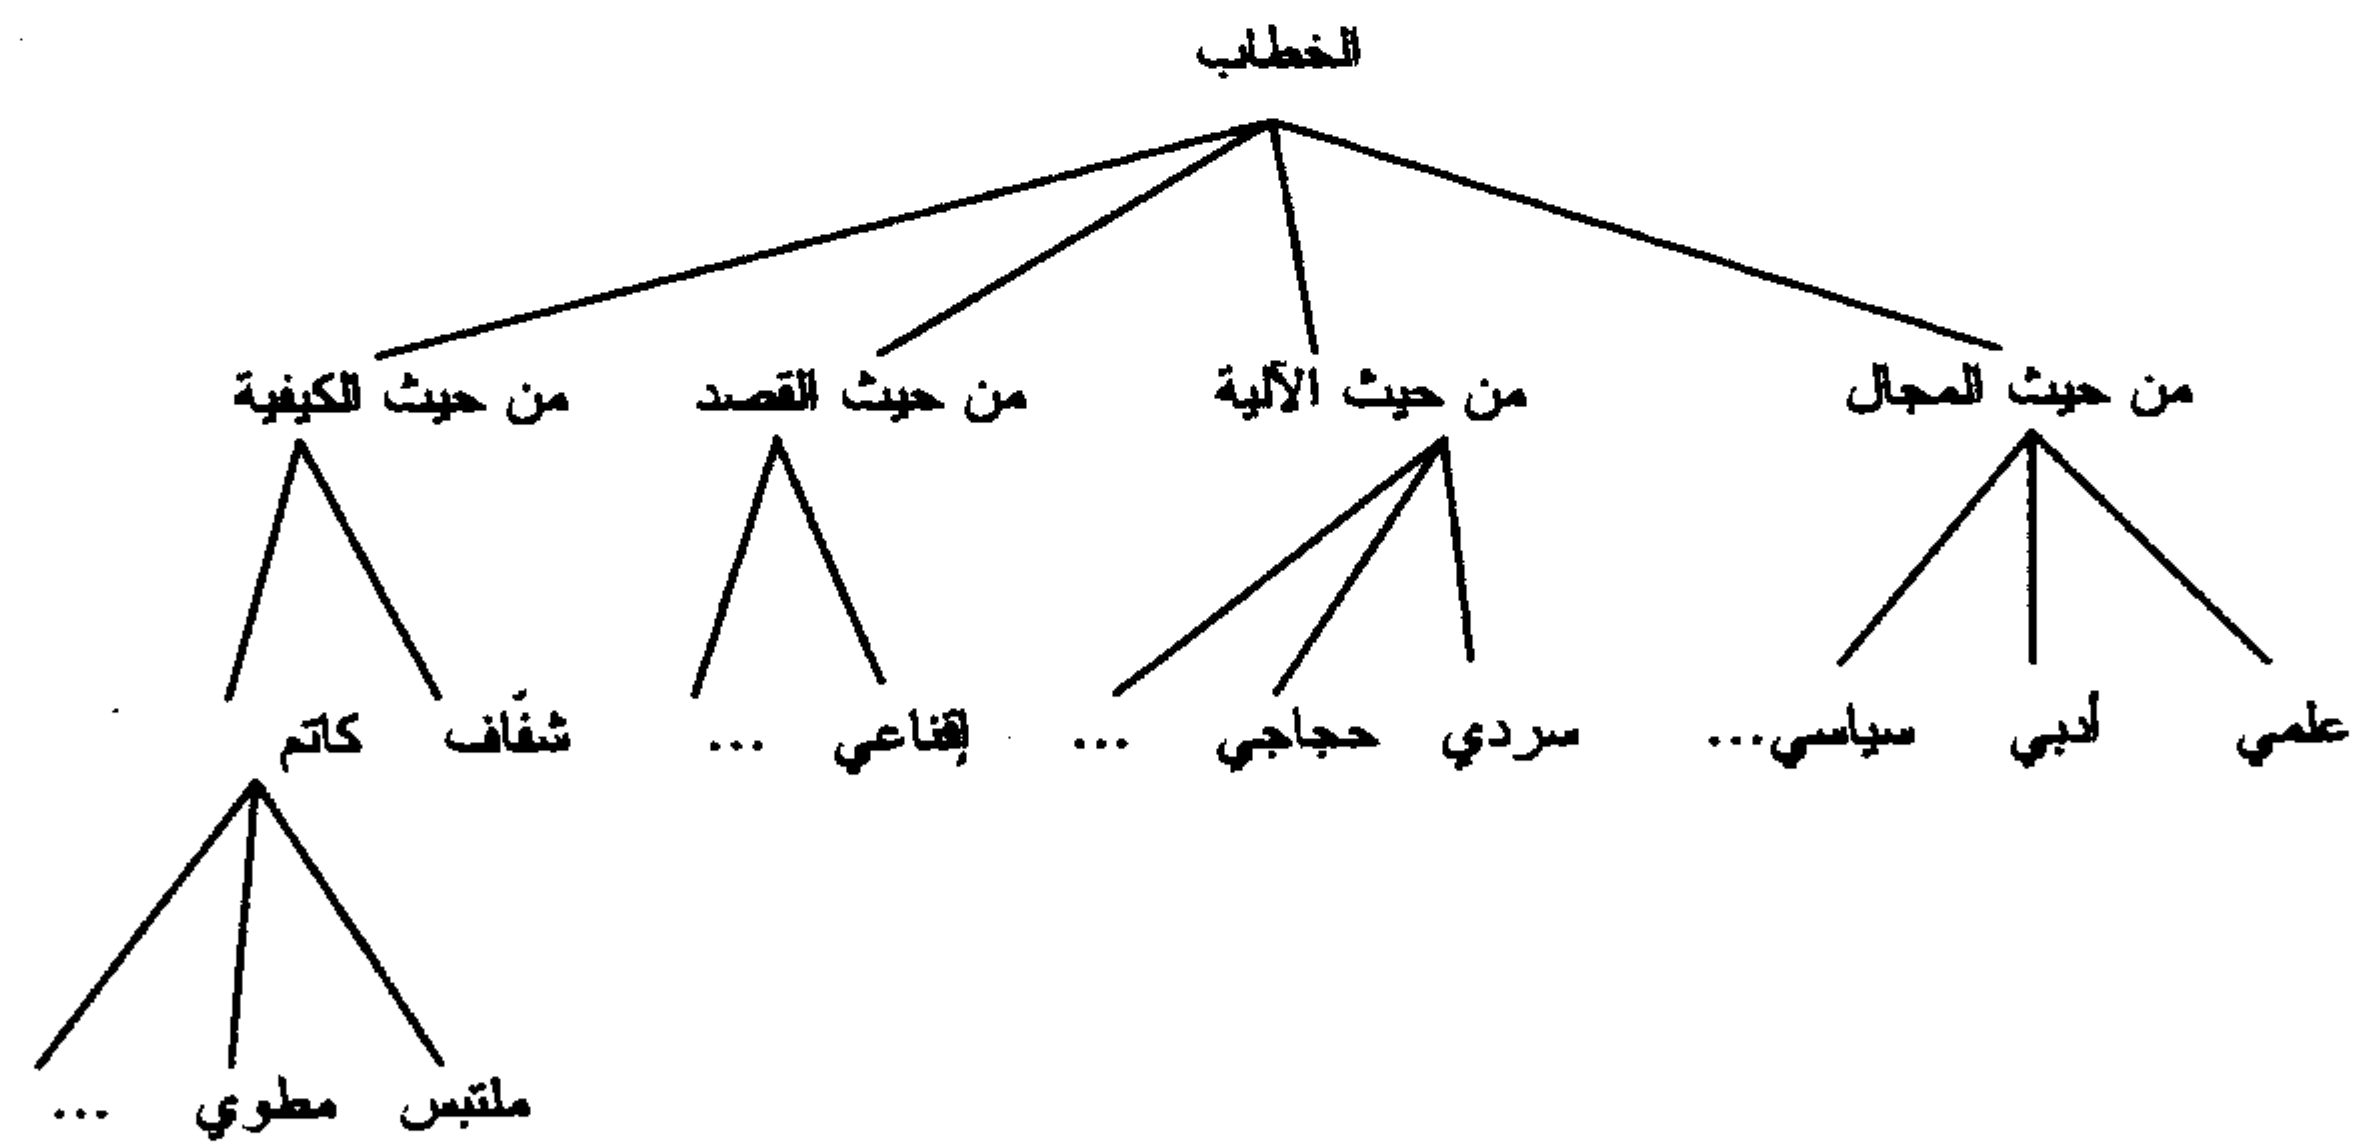 الخطاب
من حيث المجال من حيث الآلية من حيث القصد من حيث الكيفية
علمي أدبي سياسي... سردي حجاجي ... إقناعي ... شفّاف كاتم
ملتبس مطوي ...